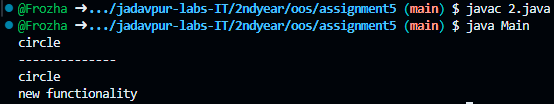 @Frozha ➜.../jadavpur-labs-IT/2ndyear/oos/assignment5 (main) $ javac 2.java
@Frozha ➜.../jadavpur-labs-IT/2ndyear/oos/assignment5 (main) $ java Main
circle
--------------
circle
new functionality